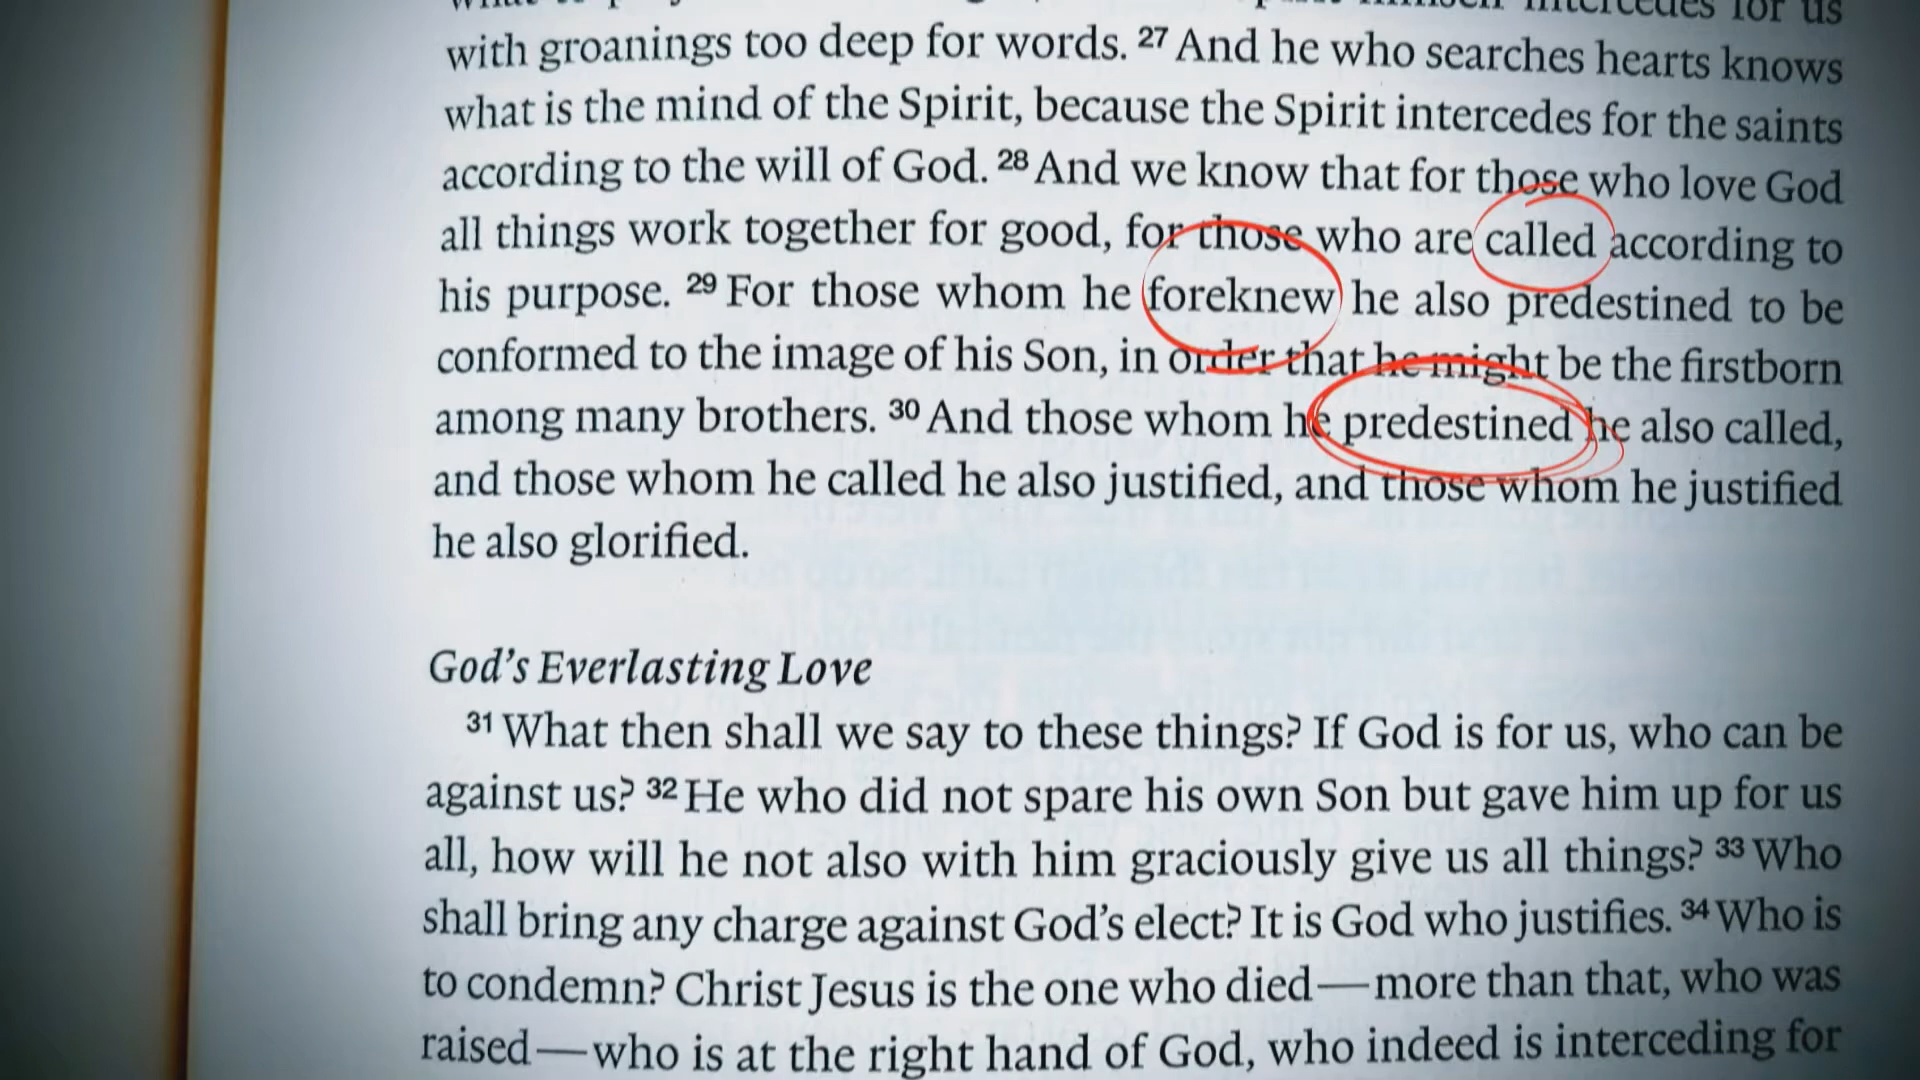 intercedes for us
with groanings too deep for words. 27 And he who searches hearts knows
what is the mind of the Spirit, because the Spirit intercedes for the saints
according to the will of God. 28 And we know that for those who love God
all things work together for good, for those who are called according to
his purpose. 29 For those whom he foreknew he also predestined to be
conformed to the image of his Son, in order that he might be the firstborn
among many brothers. 30 And those whom he predestined he also called,
and those whom he called he also justified, and those whom he justified
he also glorified.
God's Everlasting Love
31 What then shall we say to these things? If God is for us, who can be
against us? 32 He who did not spare his own Son but gave him up for us
all, how will he not also with him graciously give us all things? 33 Who
shall bring any charge against God's elect? It is God who justifies. 34 Who is
to condemn? Christ Jesus is the one who died—more than that, who was
raised—who is at the right hand of God, who indeed is interceding for